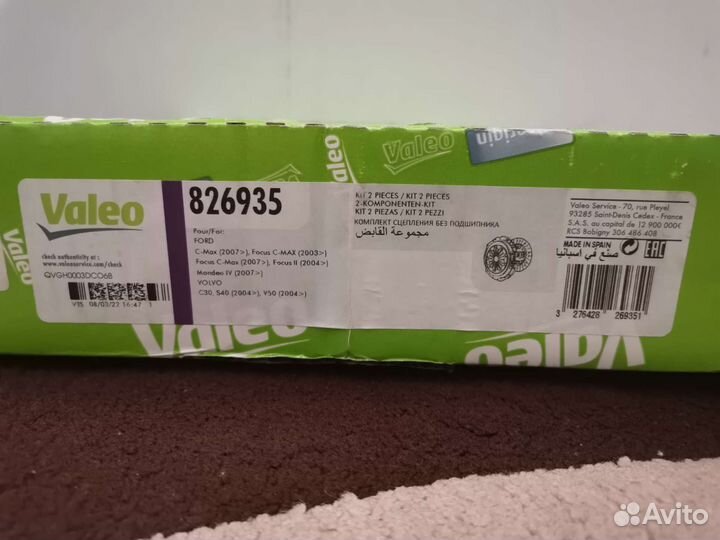 Valeo
Valeo
826935
Valeo
check authenticity at:
www.valeoservice.com/check
QVGH0003DCO6B
VTS 08/03/22 16:47 1
Pour/For:
FORD
C-Max (2007>), Focus C-MAX (2003>)
Focus C-Max (2007>), Focus II (2004>)
Mondeo IV (2007>)
VOLVO
C30, S40 (2004>), V50 (2004>)
KIT 2 PIECES / KIT 2 PIECES
2-KOMPONENTEN-KIT
KIT 2 PIEZAS / KIT 2 PEZZI
КОМПЛЕКТ СЦЕПЛЕНИЯ БЕЗ ПОДШИПНИКА
مجموعة القابض
Valeo Service - 70, rue Pleyel
93285 Saint-Denis Cedex - France
S.A.S. au capital de 12 900 000€
RCS Bobigny 306 486 408
MADE IN SPAIN
صنع في اسبانيا
EAC
3 276428 269351
Valeo
Valeo
Avito